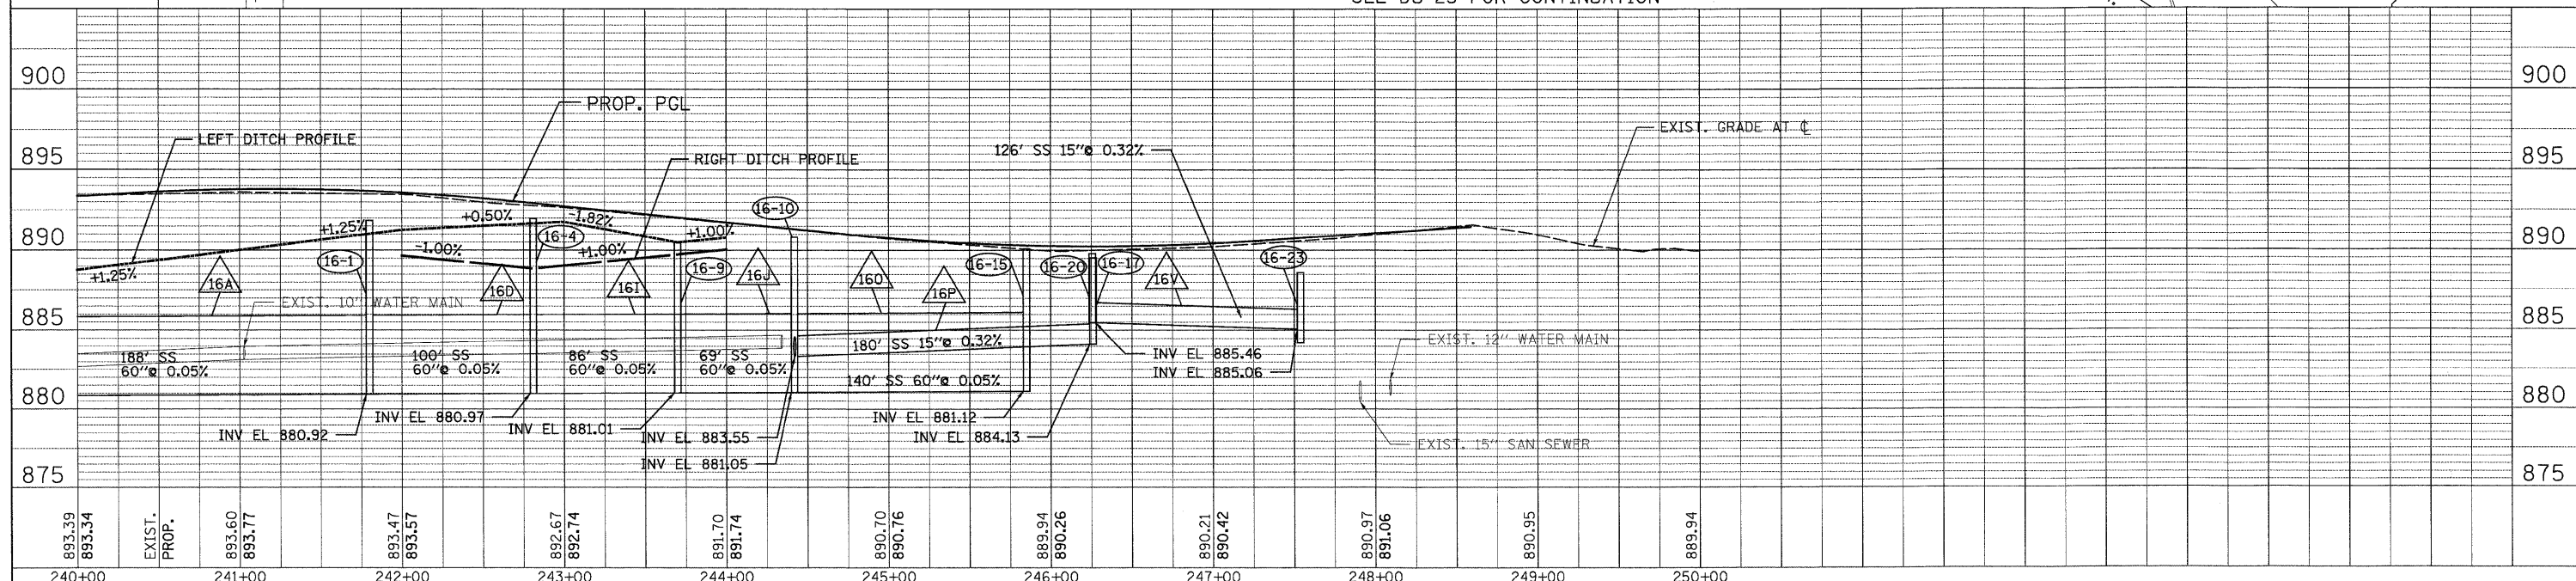 SEE DS-23 FOR CONTINUATION
900
900
PROP. PGL
LEFT DITCH PROFILE
EXIST. GRADE AT ℄
895
126' SS 15"@ 0.32%
RIGHT DITCH PROFILE
895
16-10
+0.50%
-1.82%
+1.25%
+1.00%
16-4
890
-1.00%
+1.00%
890
16-1
16-9
16-15
16-20
16-17
16-23
+1.25%
16A
16D
16I
16J
16O
16P
16V
EXIST. 10" WATER MAIN
885
885
180' SS 15"@ 0.32%
EXIST. 12" WATER MAIN
188' SS
60"@ 0.05%
100' SS
60"@ 0.05%
86' SS
60"@ 0.05%
69' SS
60"@ 0.05%
INV EL 885.46
INV EL 885.06
140' SS 60"@ 0.05%
880
880
INV EL 880.97
INV EL 881.12
INV EL 880.92
INV EL 881.01
INV EL 883.55
INV EL 884.13
EXIST. 15" SAN SEWER
INV EL 881.05
875
875
893.39
893.34
EXIST.
PROP.
893.60
893.77
893.47
893.57
892.67
892.74
891.70
891.74
890.70
890.76
889.94
890.26
890.21
890.42
890.97
891.06
890.95
889.94
240+00
241+00
242+00
243+00
244+00
245+00
246+00
247+00
248+00
249+00
250+00